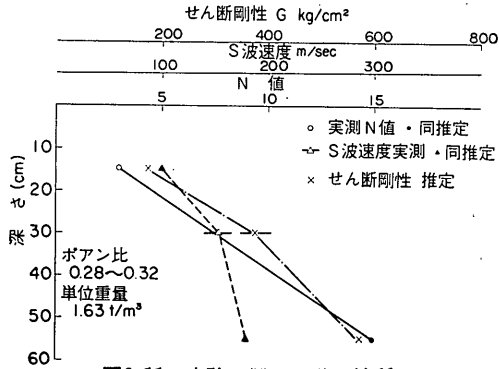 せん断剛性 G kg/cm²
200 400 600 800
S波速度 m/sec
100 200 300
N 値
5 10 15
○ 実測N値 • 同推定
S波速度実測 ▲ 同推定
× せん断剛性 推定
深さ(cm)
10
20
30
40
50
60
ポアン比
0.28〜0.32
単位重量
1.63 t/m³